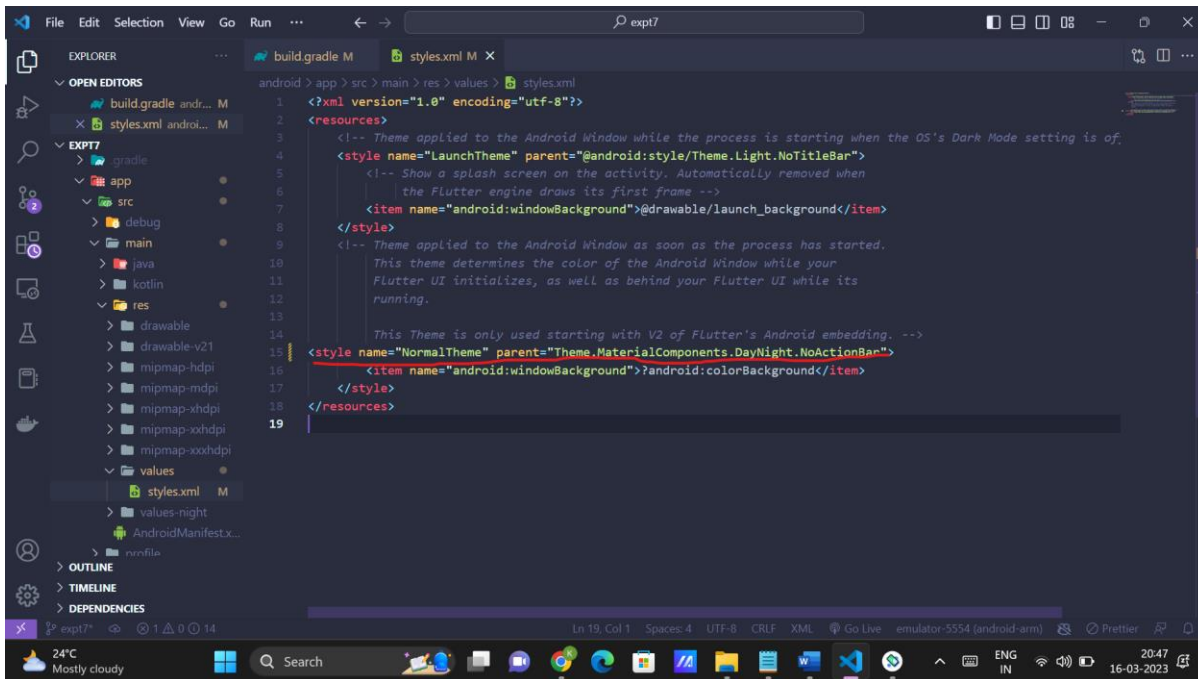 File Edit Selection View Go Run ··· expt7
EXPLORER
OPEN EDITORS
build.gradle andr... M
styles.xml androi... M
EXPT7
.gradle
app
src
debug
main
java
kotlin
res
drawable
drawable-v21
mipmap-hdpi
mipmap-mdpi
mipmap-xhdpi
mipmap-xxhdpi
mipmap-xxxhdpi
values
styles.xml M
values-night
AndroidManifest.x...
profile
OUTLINE
TIMELINE
DEPENDENCIES
build.gradle M styles.xml M
android > app > src > main > res > values > styles.xml
1 <?xml version="1.0" encoding="utf-8"?>
2 <resources>
3 <!-- Theme applied to the Android Window while the process is starting when the OS's Dark Mode setting is of
4 <style name="LaunchTheme" parent="@android:style/Theme.Light.NoTitleBar">
5 <!-- Show a splash screen on the activity. Automatically removed when
6 the Flutter engine draws its first frame -->
7 <item name="android:windowBackground">@drawable/launch_background</item>
8 </style>
9 <!-- Theme applied to the Android Window as soon as the process has started.
10 This theme determines the color of the Android Window while your
11 Flutter UI initializes, as well as behind your Flutter UI while its
12 running.
13
14 This Theme is only used starting with V2 of Flutter's Android embedding. -->
15 <style name="NormalTheme" parent="Theme.MaterialComponents.DayNight.NoActionBar">
16 <item name="android:windowBackground">?android:colorBackground</item>
17 </style>
18 </resources>
19
expt7* 1 0 14 Ln 19, Col 1 Spaces: 4 UTF-8 CRLF XML Go Live emulator-5554 (android-arm) Prettier
24°C
Mostly cloudy
Search
ENG
IN
20:47
16-03-2023